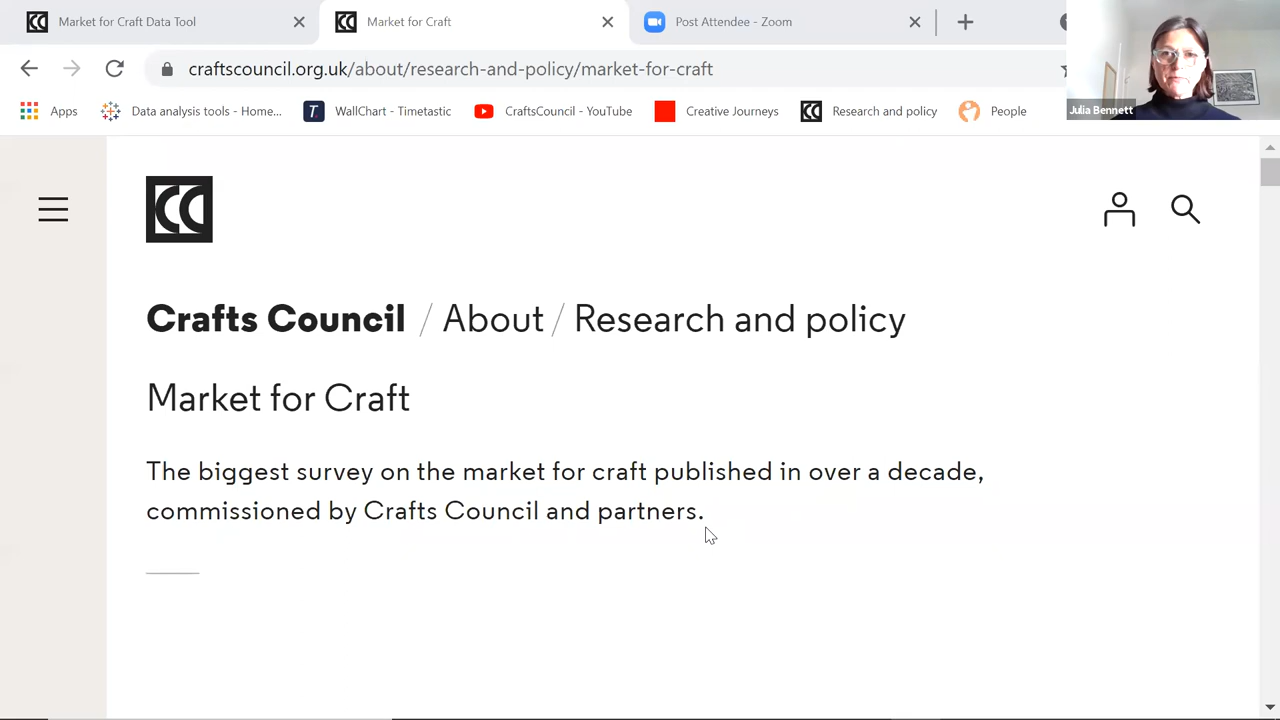 Market for Craft Data Tool
Market for Craft
Post Attendee - Zoom
craftscouncil.org.uk/about/research-and-policy/market-for-craft
Apps
Data analysis tools - Home...
WallChart - Timetastic
CraftsCouncil - YouTube
Creative Journeys
Research and policy
People
Julia Bennett
Crafts Council / About / Research and policy
Market for Craft
The biggest survey on the market for craft published in over a decade,
commissioned by Crafts Council and partners.